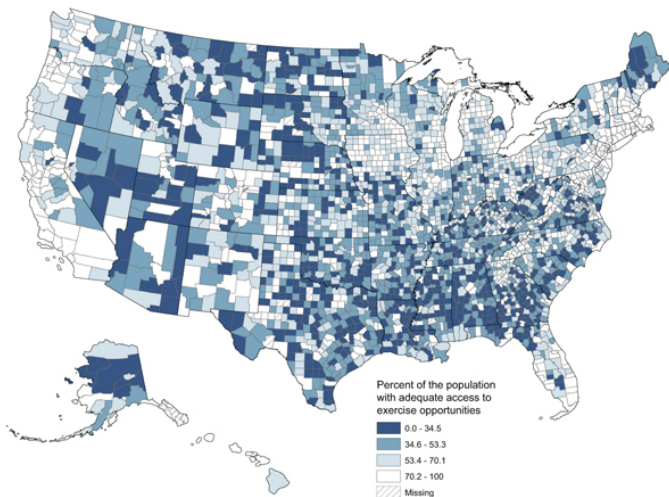 Percent of the population
with adequate access to
exercise opportunities
0.0 - 34.5
34.6 - 53.3
53.4 - 70.1
70.2 - 100
Missing